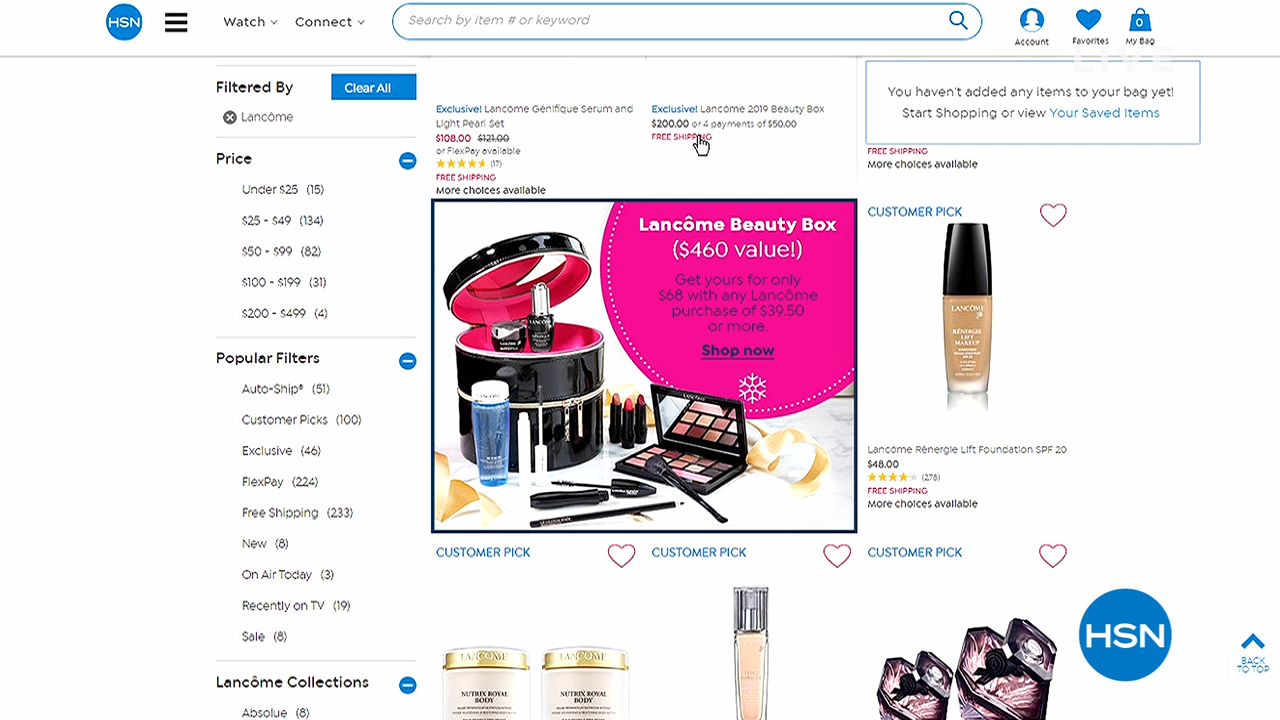 HSN
Watch
Connect
Search by item # or keyword
Account
Favorites
0
My Bag
LIVE
Filtered By
Clear All
Lancôme
Price
Under $25 (15)
$25 - $49 (134)
$50 - $99 (82)
$100 - $199 (31)
$200 - $499 (4)
Popular Filters
Auto-Ship® (51)
Customer Picks (100)
Exclusive (46)
FlexPay (224)
Free Shipping (233)
New (8)
On Air Today (3)
Recently on TV (19)
Sale (8)
Lancôme Collections
Absolue (8)
Exclusive! Lancôme Génifique Serum and
Light Pearl Set
$108.00 $121.00
or FlexPay available
(17)
FREE SHIPPING
More choices available
Exclusive! Lancôme 2019 Beauty Box
$200.00 or 4 payments of $50.00
FREE SHIPPING
You haven't added any items to your bag yet!
Start Shopping or view Your Saved Items
FREE SHIPPING
More choices available
Lancôme Beauty Box
($460 value!)
Get yours for only
$68 with any Lancôme
purchase of $39.50
or more.
Shop now
CUSTOMER PICK
LANCÔME
RÉNERGIE
LIFT
MAKEUP
Lancôme Rénergie Lift Foundation SPF 20
$48.00
(278)
FREE SHIPPING
More choices available
CUSTOMER PICK
CUSTOMER PICK
CUSTOMER PICK
LANCÔME
NUTRIX ROYAL
BODY
LANCÔME
NUTRIX ROYAL
BODY
HSN
BACK
TO TOP